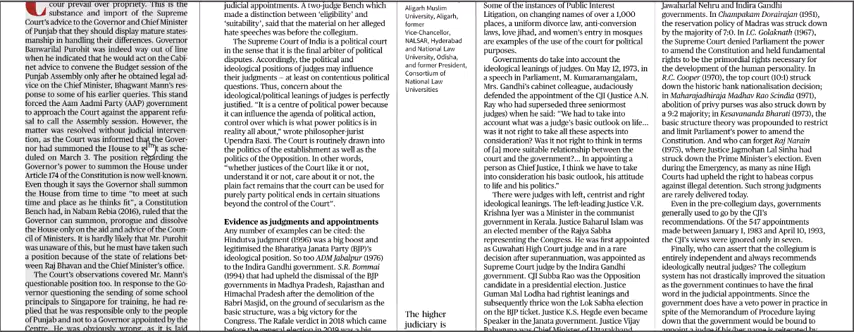 C
our prevail over propriety. This is the
substance and import of the Supreme
Court's advice to the Governor and Chief Minister
of Punjab that they should display mature states-
manship in handling their differences. Governor
Banwarilal Purohit was indeed way out of line
when he indicated that he would act on the Cabi-
net advice to convene the Budget session of the
Punjab Assembly only after he obtained legal ad-
vice on the Chief Minister, Bhagwant Mann's res-
ponse to some of his earlier queries. This stand
forced the Aam Aadmi Party (AAP) government
to approach the Court against the apparent refu-
sal to call the Assembly session. However, the
matter was resolved without judicial interven-
tion, as the Court was informed that the Gover-
nor had summoned the House to as sche-
duled on March 3. The position regarding the
Governor's power to summon the House under
Article 174 of the Constitution is now well-known.
Even though it says the Governor shall summon
the House from time to time "to meet at such
time and place as he thinks fit", a Constitution
Bench had, in Nabam Rebia (2016), ruled that the
Governor can summon, prorogue and dissolve
the House only on the aid and advice of the Coun-
cil of Ministers. It is hardly likely that Mr. Purohit
was unaware of this, but he must have taken such
a position because of the state of relations bet-
ween Raj Bhavan and the Chief Minister's office.
The Court's observations covered Mr. Mann's
questionable position too. In response to the Go-
vernor questioning the sending of some school
principals to Singapore for training, he had re-
plied that he was responsible only to the people
of Punjab and not to a Governor appointed by the
Centre. He was obviously wrong, as it is laid
judicial appointments. A two-judge Bench which
made a distinction between 'eligibility' and
'suitability', said that the material on her alleged
hate speeches was before the collegium.
The Supreme Court of India is a political court
in the sense that it is the final arbiter of political
disputes. Accordingly, the political and
ideological positions of judges may influence
their judgments – at least on contentious political
questions. Thus, concern about the
ideological/political leanings of judges is perfectly
justified. "It is a centre of political power because
it can influence the agenda of political action,
control over which is what power politics is in
reality all about," wrote philosopher-jurist
Upendra Baxi. The Court is routinely drawn into
the politics of the establishment as well as the
politics of the Opposition. In other words,
"whether justices of the Court like it or not,
understand it or not, care about it or not, the
plain fact remains that the court can be used for
purely party political ends in certain situations
beyond the control of the Court".
Evidence as judgments and appointments
Any number of examples can be cited: the
Hindutva judgment (1996) was a big boost and
legitimised the Bharatiya Janata Party (BJP)'s
ideological position. So too ADM Jabalpur (1976)
to the Indira Gandhi government. S.R. Bommai
(1994) that had upheld the dismissal of the BJP
governments in Madhya Pradesh, Rajasthan and
Himachal Pradesh after the demolition of the
Babri Masjid, on the ground of secularism as the
basic structure, was a big victory for the
Congress. The Rafale verdict in 2018 which came
before the general election in 2019 was a big
Aligarh Muslim
University, Aligarh,
former
Vice-Chancellor,
NALSAR, Hyderabad
and National Law
University, Odisha,
and former President,
Consortium of
National Law
Universities
The higher
judiciary is
Some of the instances of Public Interest
Litigation, on changing names of over a 1,000
places, a uniform divorce law, anti-conversion
laws, love jihad, and women's entry in mosques
are examples of the use of the court for political
purposes.
Governments do take into account the
ideological leanings of judges. On May 12, 1973, in
a speech in Parliament, M. Kumaramangalam,
Mrs. Gandhi's cabinet colleague, audaciously
defended the appointment of the CJI (Justice A.N.
Ray who had superseded three seniormost
judges) when he said: "We had to take into
account what was a judge's basic outlook on life...
was it not right to take all these aspects into
consideration? Was it not right to think in terms
of [a] more suitable relationship between the
court and the government?... In appointing a
person as Chief Justice, I think we have to take
into consideration his basic outlook, his attitude
to life and his politics."
There were judges with left, centrist and right
ideological leanings. The left-leading Justice V.R.
Krishna Iyer was a Minister in the communist
government in Kerala. Justice Baharul Islam was
an elected member of the Rajya Sabha
representing the Congress. He was first appointed
as Guwahati High Court judge and in a rare
decision after superannuation, was appointed as
Supreme Court judge by the Indira Gandhi
government. CJI Subba Rao was the Opposition
candidate in a presidential election. Justice
Guman Mal Lodha had rightist leanings and
subsequently thrice won the Lok Sabha election
on the BJP ticket. Justice K.S. Hegde even became
Speaker in the Janata government. Justice Vijay
Bahuguna was Chief Minister of Uttarakhand
Jawaharlal Nehru and Indira Gandhi
governments. In Champakam Dorairajan (1951),
the reservation policy of Madras was struck down
by the majority of 7:0. In I.C. Golaknath (1967),
the Supreme Court denied Parliament the power
to amend the Constitution and held fundamental
rights to be the primordial rights necessary for
the development of the human personality. In
R.C. Cooper (1970), the top court (10:1) struck
down the historic bank nationalisation decision;
in Maharajadhiraja Madhav Rao Scindia (1971),
abolition of privy purses was also struck down by
a 9:2 majority; in Kesavananda Bharati (1973), the
basic structure theory was propounded to restrict
and limit Parliament's power to amend the
Constitution. And who can forget Raj Narain
(1975), where Justice Jagmohan Lal Sinha had
struck down the Prime Minister's election. Even
during the Emergency, as many as nine High
Courts had upheld the right to habeas corpus
against illegal detention. Such strong judgments
are rarely delivered today.
Even in the pre-collegium days, governments
generally used to go by the CJI's
recommendations. Of the 547 appointments
made between January 1, 1983 and April 10, 1993,
the CJI's views were ignored only in seven.
Finally, who can assert that the collegium is
entirely independent and always recommends
ideologically neutral judges? The collegium
system has not drastically improved the situation
as the government continues to have the final
word in the judicial appointments. Since the
government does have a veto power in practice in
spite of the Memorandum of Procedure laying
down that the government would be bound to